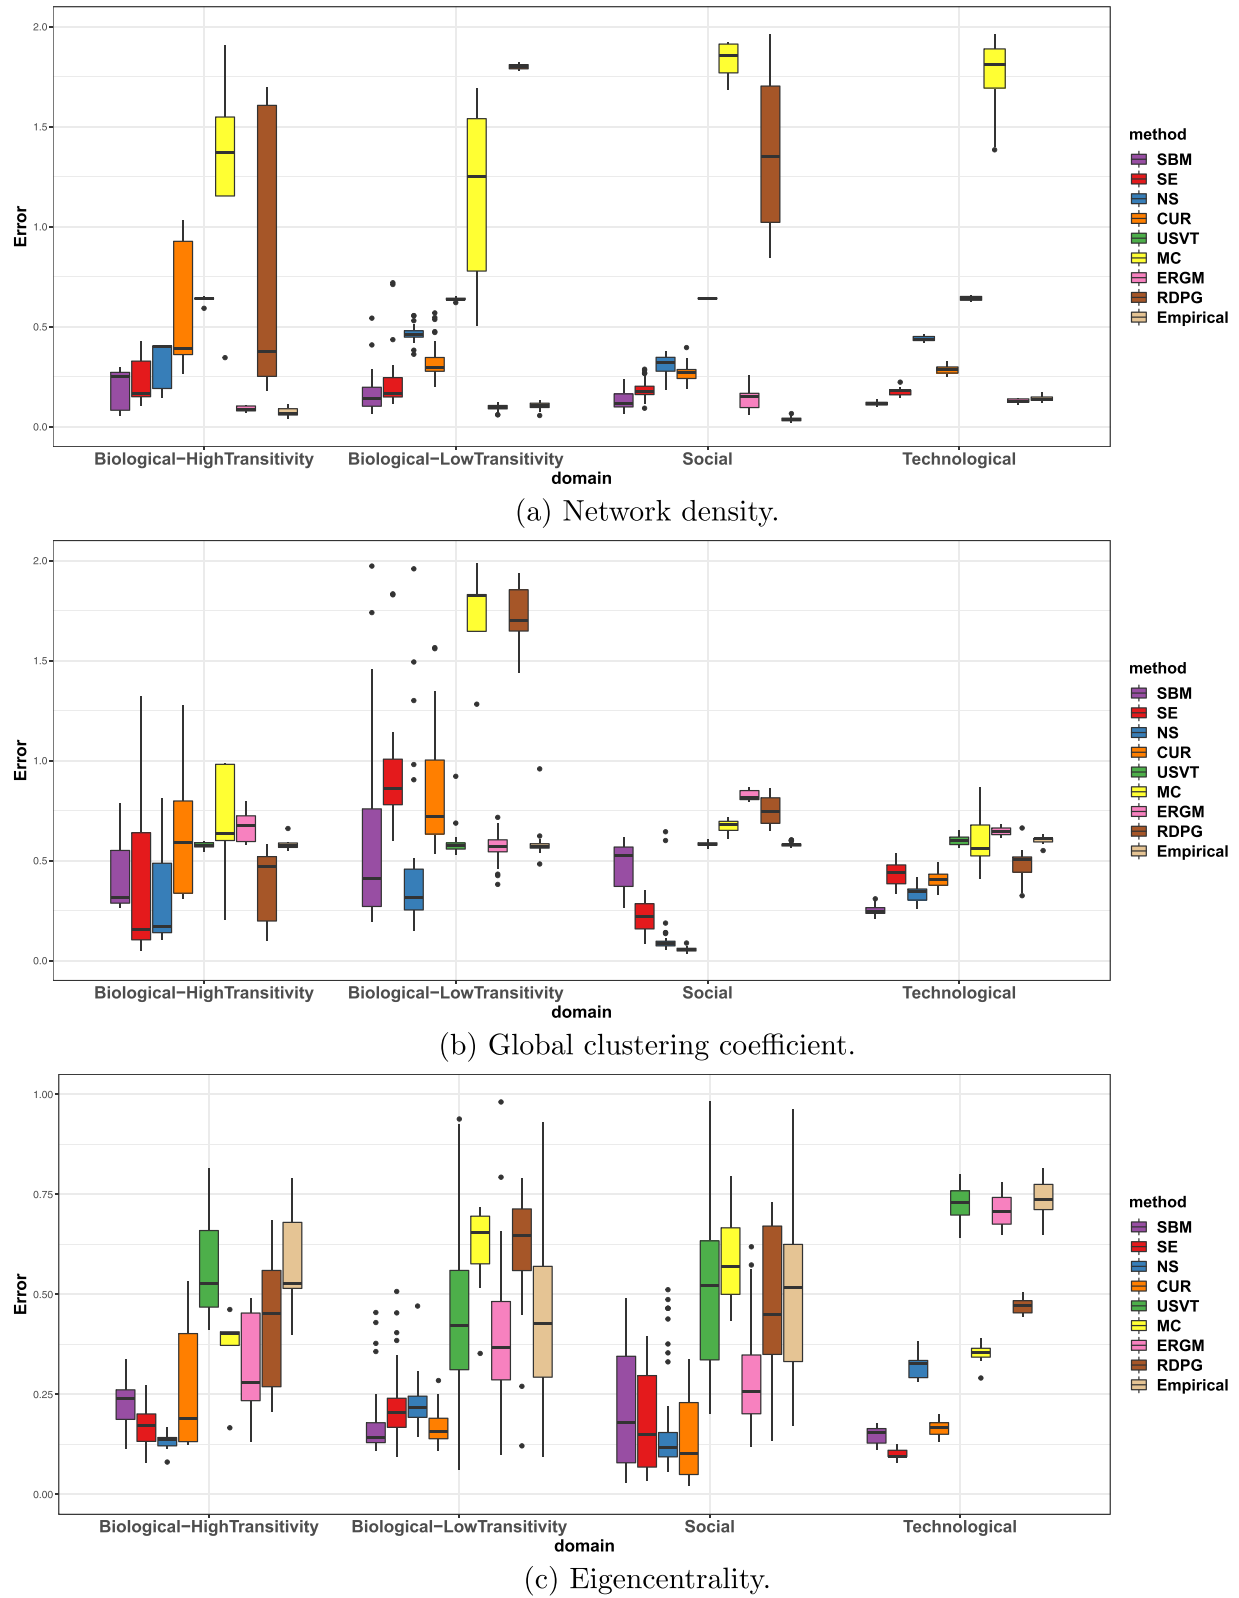 2.0
1.5
1.0
0.5
0.0
Error
Biological−HighTransitivity Biological−LowTransitivity Social Technological
domain
method
SBM
SE
NS
CUR
USVT
MC
ERGM
RDPG
Empirical
(a) Network density.
2.0
1.5
1.0
0.5
0.0
Error
Biological−HighTransitivity Biological−LowTransitivity Social Technological
domain
method
SBM
SE
NS
CUR
USVT
MC
ERGM
RDPG
Empirical
(b) Global clustering coefficient.
1.00
0.75
0.50
0.25
0.00
Error
Biological−HighTransitivity Biological−LowTransitivity Social Technological
domain
method
SBM
SE
NS
CUR
USVT
MC
ERGM
RDPG
Empirical
(c) Eigencentrality.